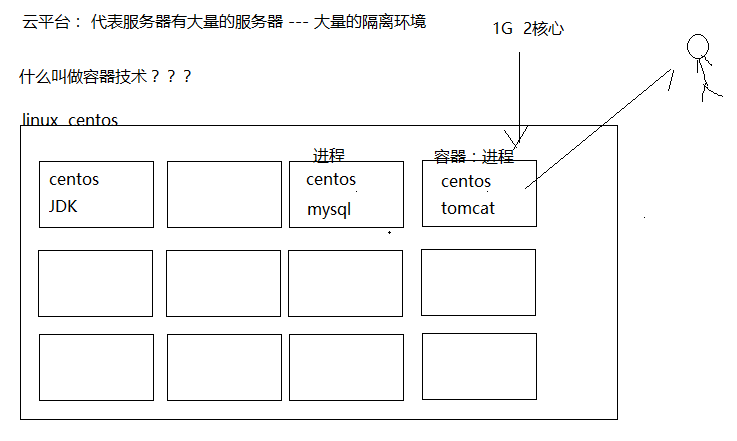 云平台： 代表服务器有大量的服务器 --- 大量的隔离环境
1G 2核心
什么叫做容器技术？？？
linux centos
进程
容器：进程
centos
JDK
centos
mysql
centos
tomcat